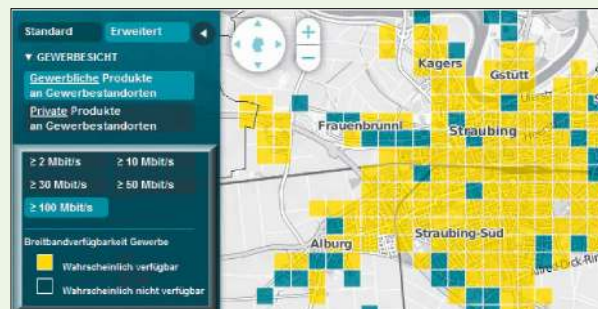 Standard Erweitert
▼ GEWERBESICHT
Gewerbliche Produkte
an Gewerbestandorten
Private Produkte
an Gewerbestandorten
≥ 2 Mbit/s ≥ 10 Mbit/s
≥ 30 Mbit/s ≥ 50 Mbit/s
≥ 100 Mbit/s
Breitbandverfügbarkeit Gewerbe
Wahrscheinlich verfügbar
Wahrscheinlich nicht verfügbar
Kagers
Gstütt
Frauenbrünnl
Straubing
Alburg
Straubing-Süd